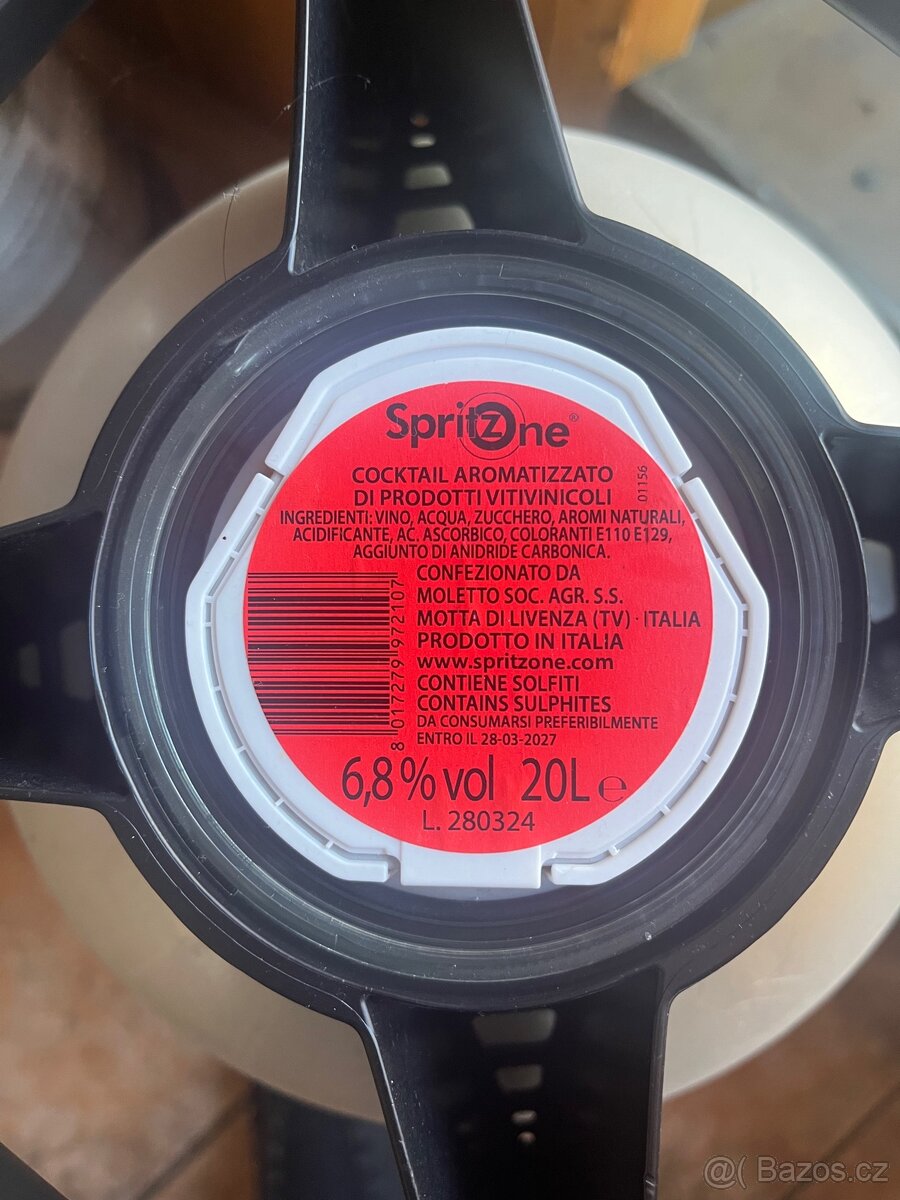 SpritZOne®
COCKTAIL AROMATIZZATO
DI PRODOTTI VITIVINICOLI
01156
INGREDIENTI: VINO, ACQUA, ZUCCHERO, AROMI NATURALI,
ACIDIFICANTE, AC. ASCORBICO, COLORANTI E110 E129,
AGGIUNTO DI ANIDRIDE CARBONICA.
CONFEZIONATO DA
MOLETTO SOC. AGR. S.S.
MOTTA DI LIVENZA (TV) · ITALIA
PRODOTTO IN ITALIA
www.spritzone.com
CONTIENE SOLFITI
CONTAINS SULPHITES
DA CONSUMARSI PREFERIBILMENTE
ENTRO IL 28-03-2027
8 017279 972107
6,8 % vol 20L ℮
L. 280324
@( Bazos.cz